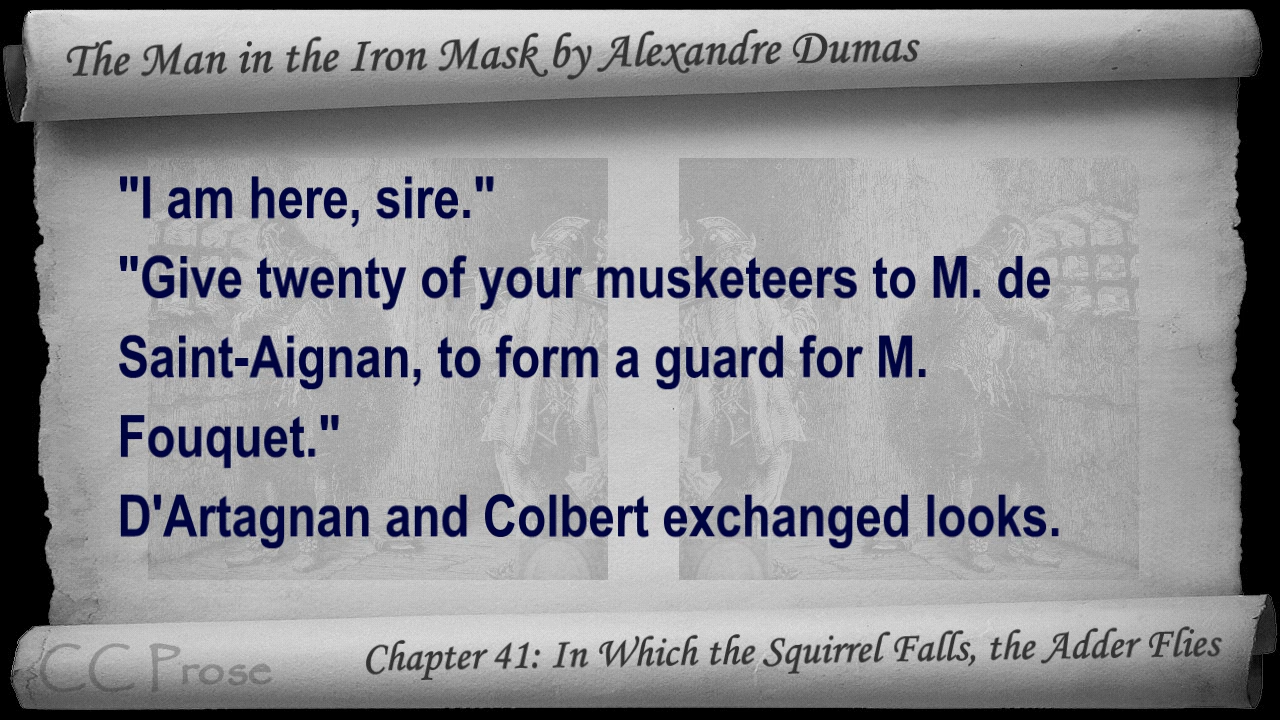 The Man in the Iron Mask by Alexandre Dumas
"I am here, sire."
"Give twenty of your musketeers to M. de
Saint-Aignan, to form a guard for M.
Fouquet."
D'Artagnan and Colbert exchanged looks.
CC Prose
Chapter 41: In Which the Squirrel Falls, the Adder Flies